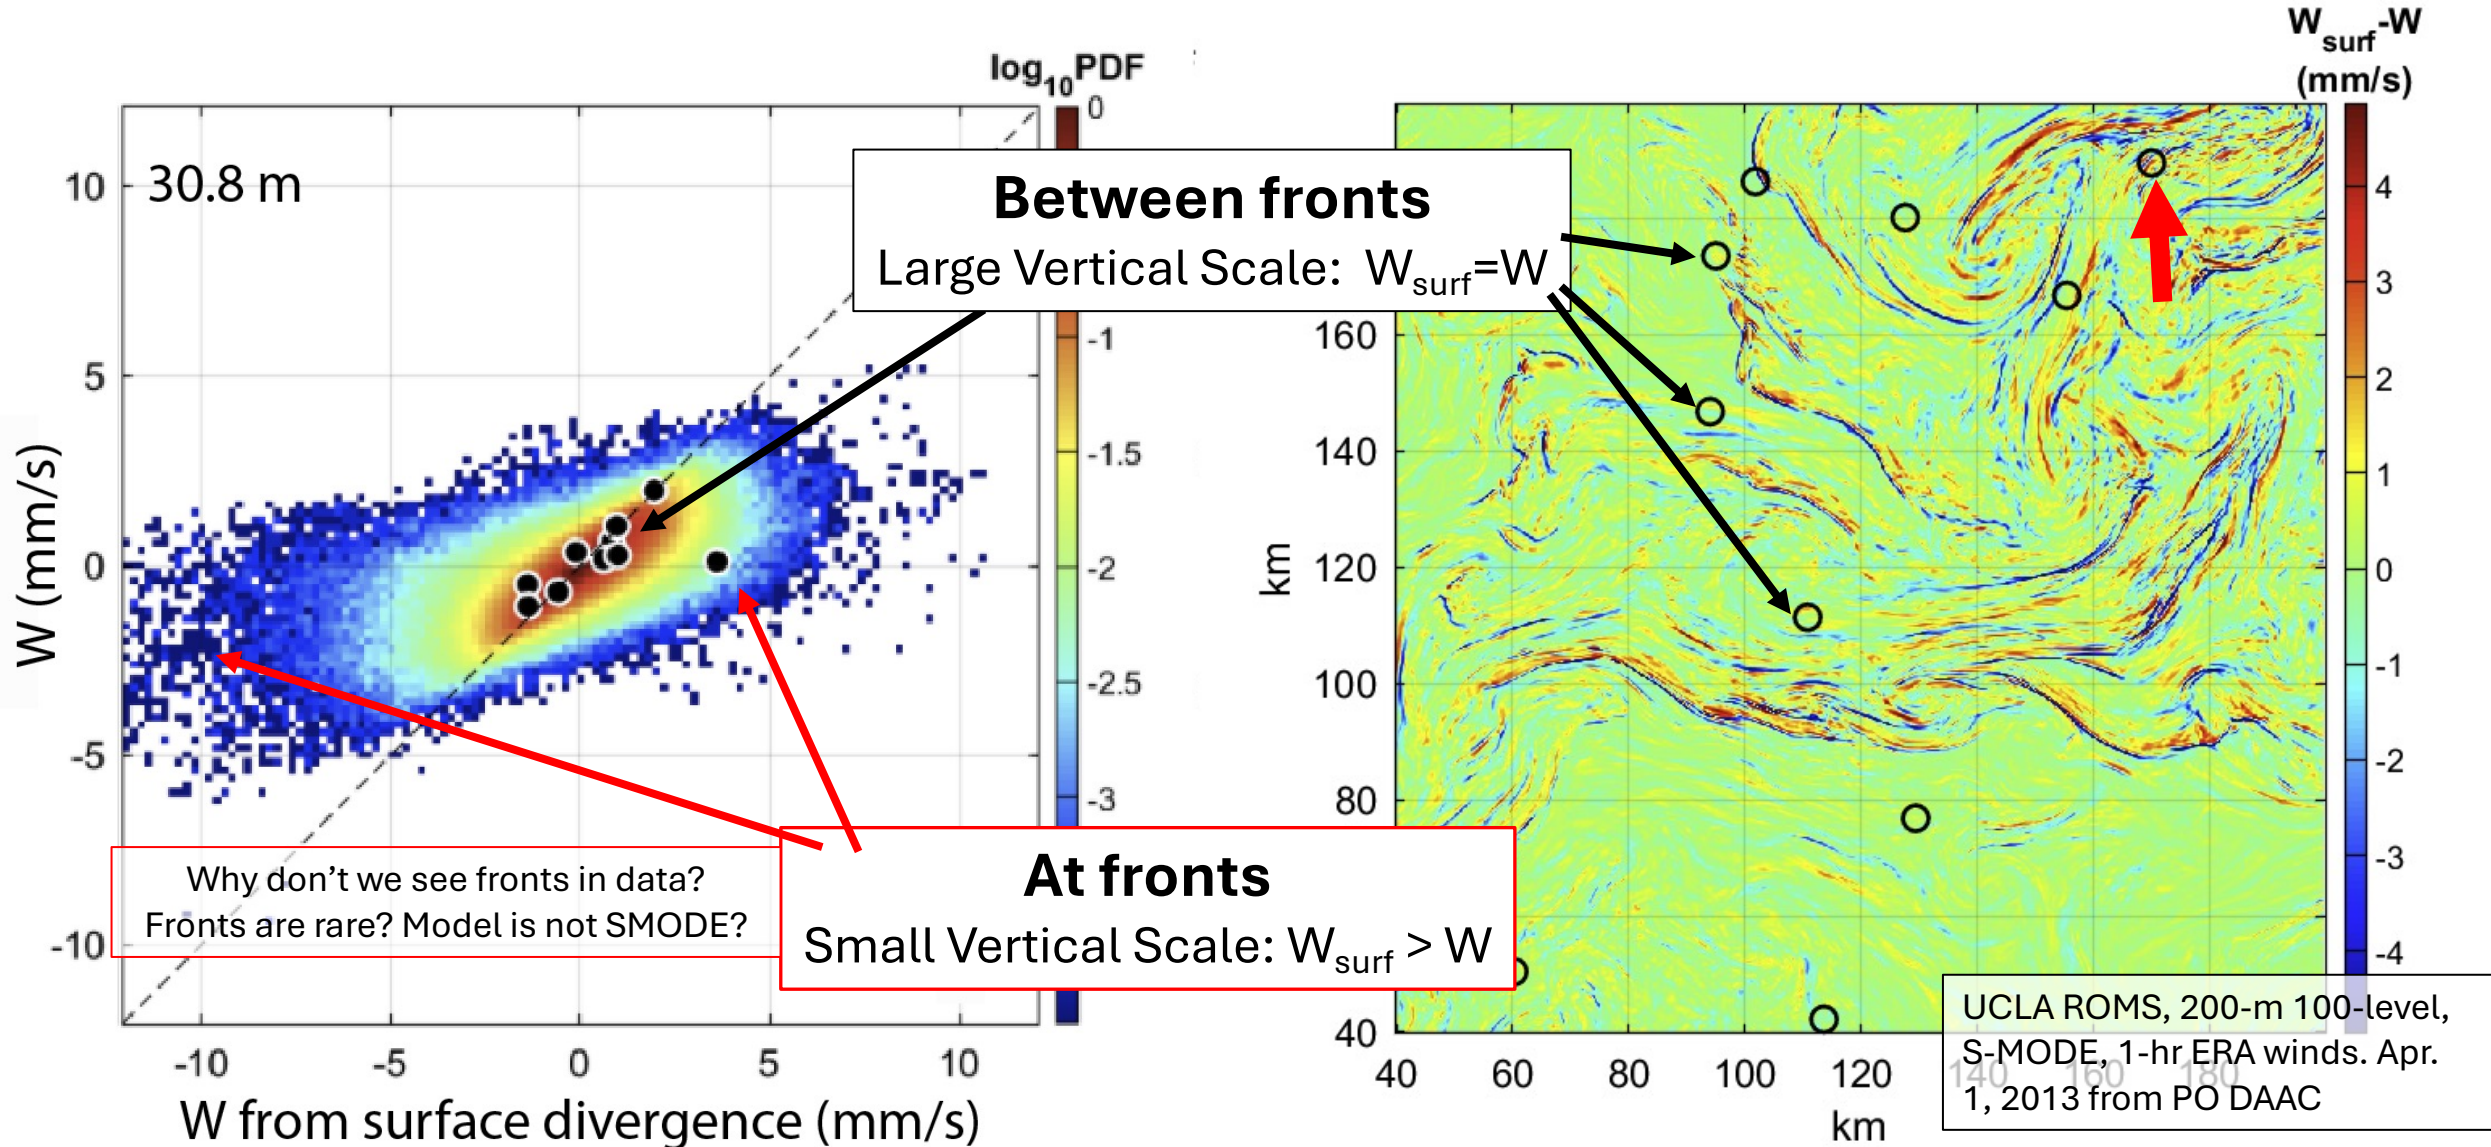 log10PDF
0
-1
-1.5
-2
-2.5
-3
30.8 m
10
5
0
-5
-10
W (mm/s)
-10
-5
0
5
10
W from surface divergence (mm/s)
Between fronts
Large Vertical Scale: Wsurf=W
At fronts
Small Vertical Scale: Wsurf > W
Why don't we see fronts in data?
Fronts are rare? Model is not SMODE?
Wsurf-W
(mm/s)
4
3
2
1
0
-1
-2
-3
-4
160
140
120
100
80
40
km
40
60
80
100
120
140
160
180
km
UCLA ROMS, 200-m 100-level,
S-MODE, 1-hr ERA winds. Apr.
1, 2013 from PO DAAC